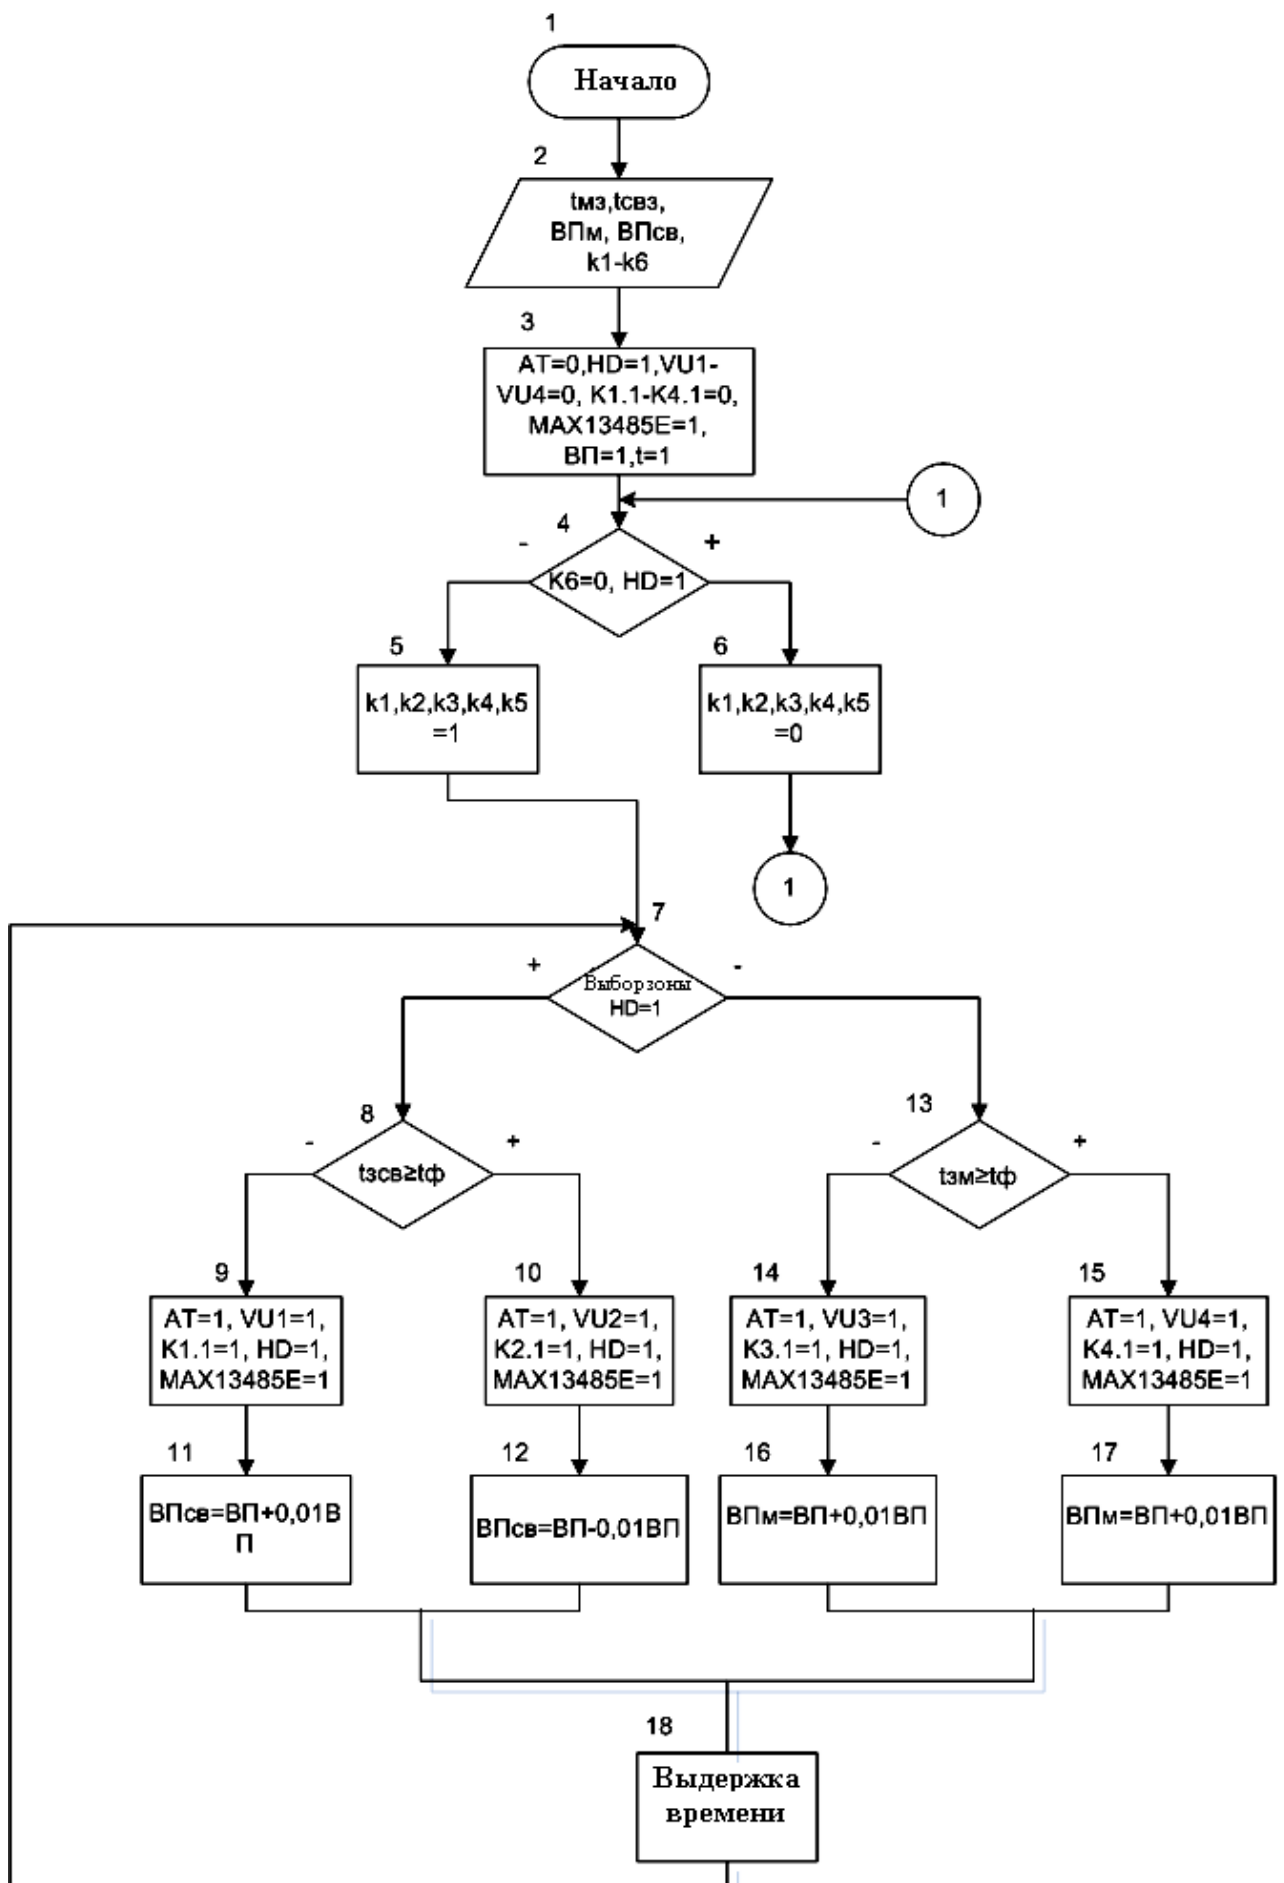 1
Начало
2
tмз,tсвз,
ВПм, ВПсв,
k1-k6
3
AT=0,HD=1,VU1-
VU4=0, K1.1-K4.1=0,
MAX13485E=1,
ВП=1,t=1
1
4
-
+
K6=0, HD=1
5
k1,k2,k3,k4,k5
=1
6
k1,k2,k3,k4,k5
=0
1
7
+
-
Выборзоны
HD=1
8
-
+
tзсв≥tф
13
-
+
tзм≥tф
9
AT=1, VU1=1,
K1.1=1, HD=1,
MAX13485E=1
10
AT=1, VU2=1,
K2.1=1, HD=1,
MAX13485E=1
14
AT=1, VU3=1,
K3.1=1, HD=1,
MAX13485E=1
15
AT=1, VU4=1,
K4.1=1, HD=1,
MAX13485E=1
11
ВПсв=ВП+0,01В
П
12
ВПсв=ВП-0,01ВП
16
ВПм=ВП+0,01ВП
17
ВПм=ВП+0,01ВП
18
Выдержка
времени